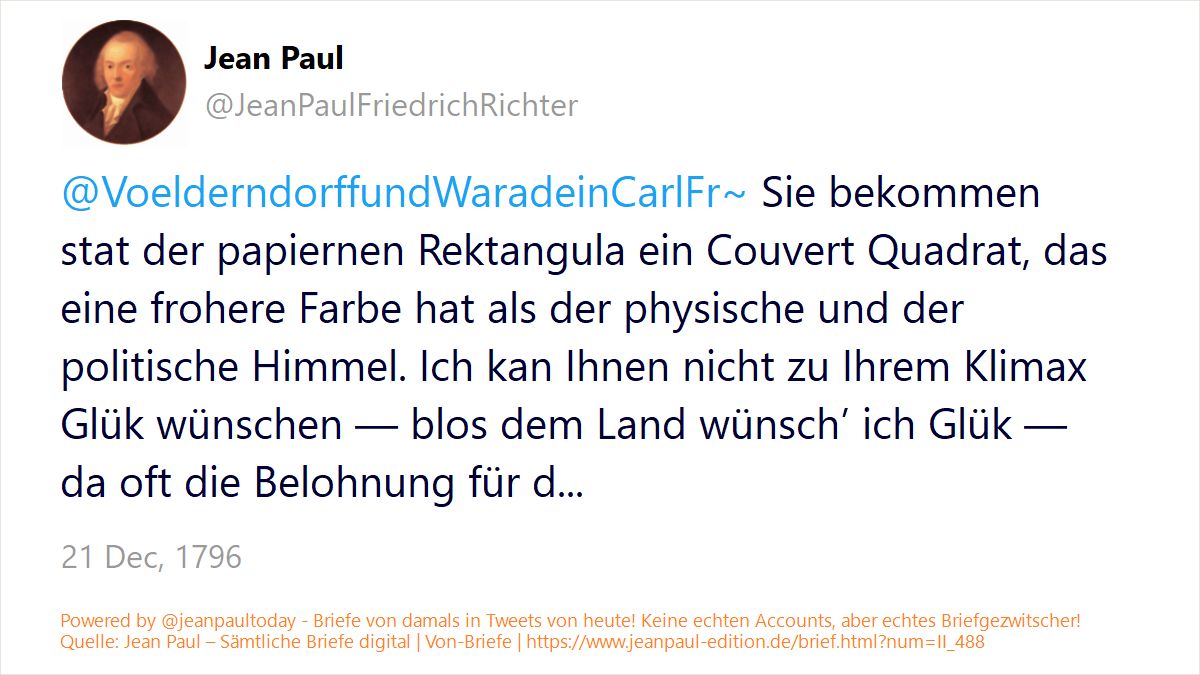 Jean Paul
@JeanPaulFriedrichRichter
@VoelderndorffundWaradeinCarlFr~ Sie bekommen
stat der papiernen Rektangula ein Couvert Quadrat, das
eine frohere Farbe hat als der physische und der
politische Himmel. Ich kan Ihnen nicht zu Ihrem Klimax
Glük wünschen — blos dem Land wünsch’ ich Glük —
da oft die Belohnung für d...
21 Dec, 1796
Powered by @jeanpaultoday - Briefe von damals in Tweets von heute! Keine echten Accounts, aber echtes Briefgezwitscher!
Quelle: Jean Paul – Sämtliche Briefe digital | Von-Briefe | https://www.jeanpaul-edition.de/brief.html?num=II_488